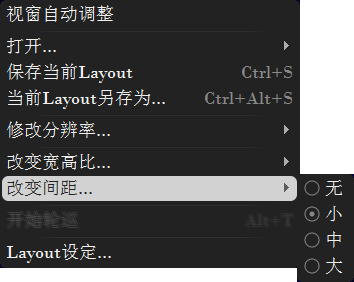 视窗自动调整
打开...
保存当前Layout Ctrl+S
当前Layout另存为... Ctrl+Alt+S
修改分辨率...
改变宽高比...
改变间距...
无
小
中
大
开始轮巡 Alt+T
Layout设定...